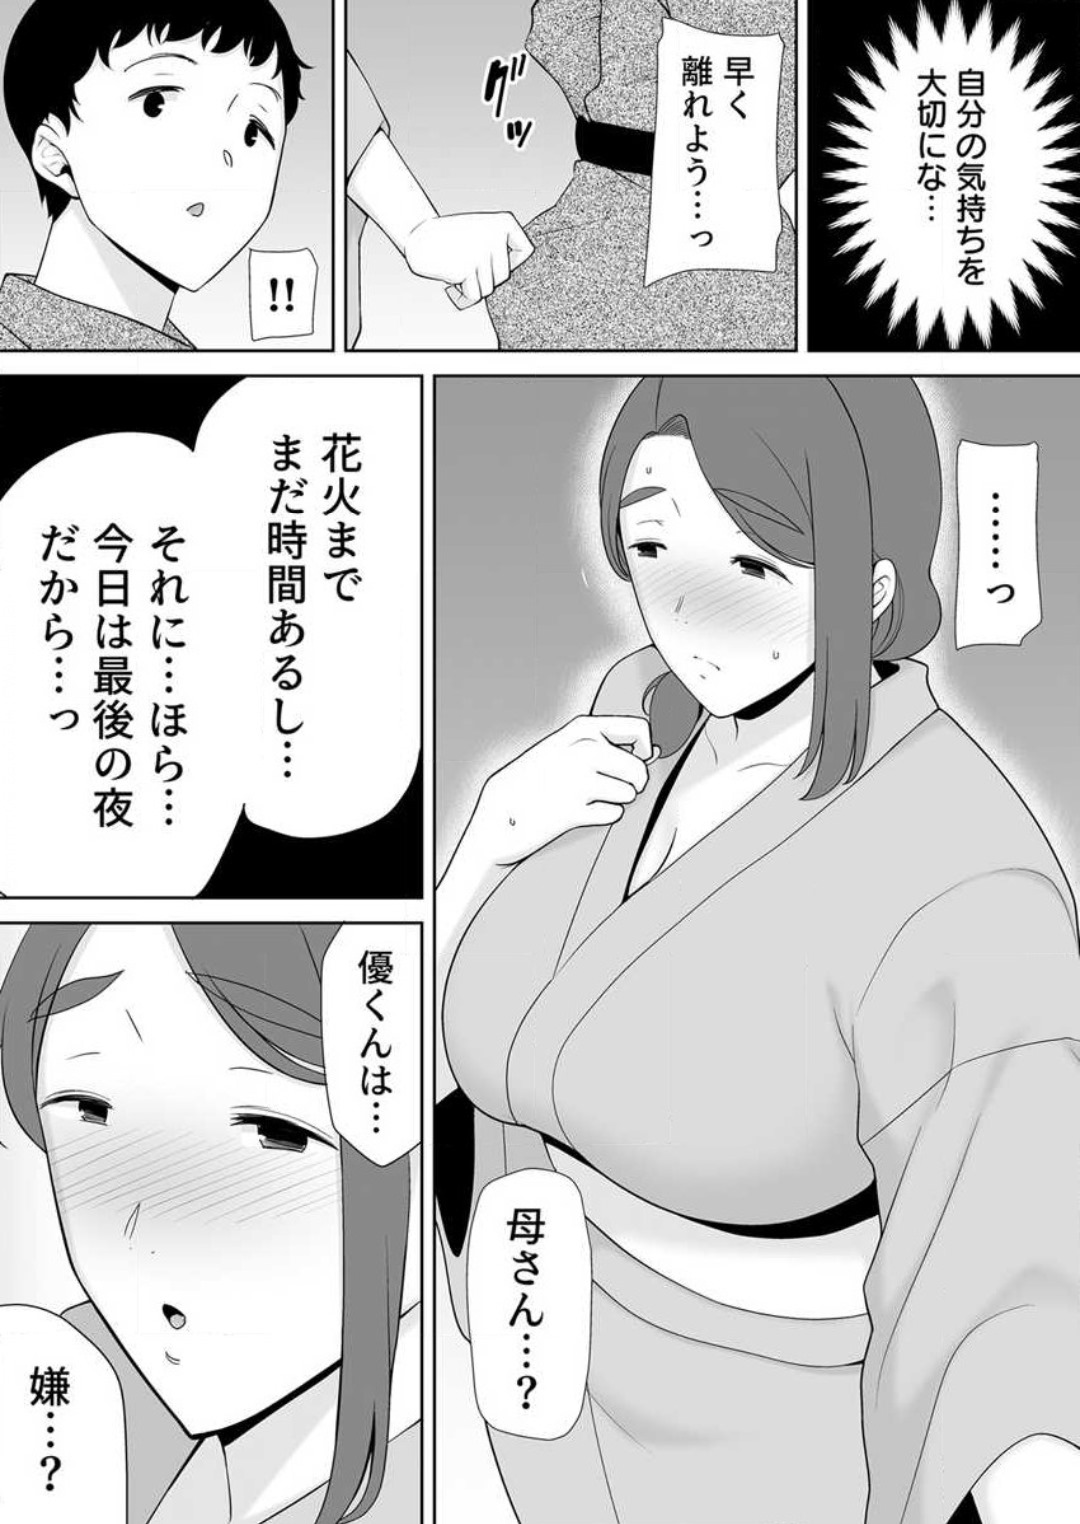 自分の気持ちを
大切にな…
早く
離れよう…っ
グッ
!!
……っ
母さん…?
花火まで
まだ時間あるし…
それに…ほら…
今日は最後の夜
だから…っ
優くんは…
嫌…?